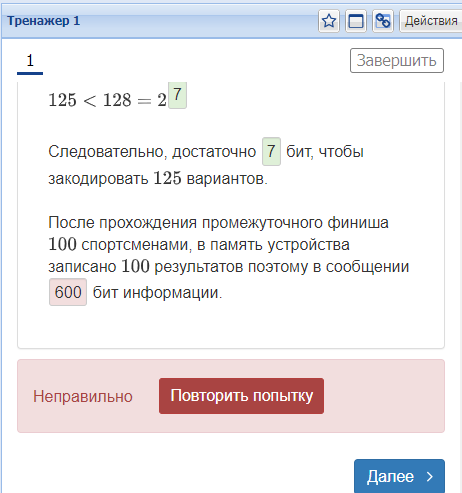 Тренажер 1
Действия
1
Завершить
125 < 128 = 2^7
Следовательно, достаточно 7 бит, чтобы
закодировать 125 вариантов.
После прохождения промежуточного финиша
100 спортсменами, в память устройства
записано 100 результатов поэтому в сообщении
600 бит информации.
Неправильно
Повторить попытку
Далее